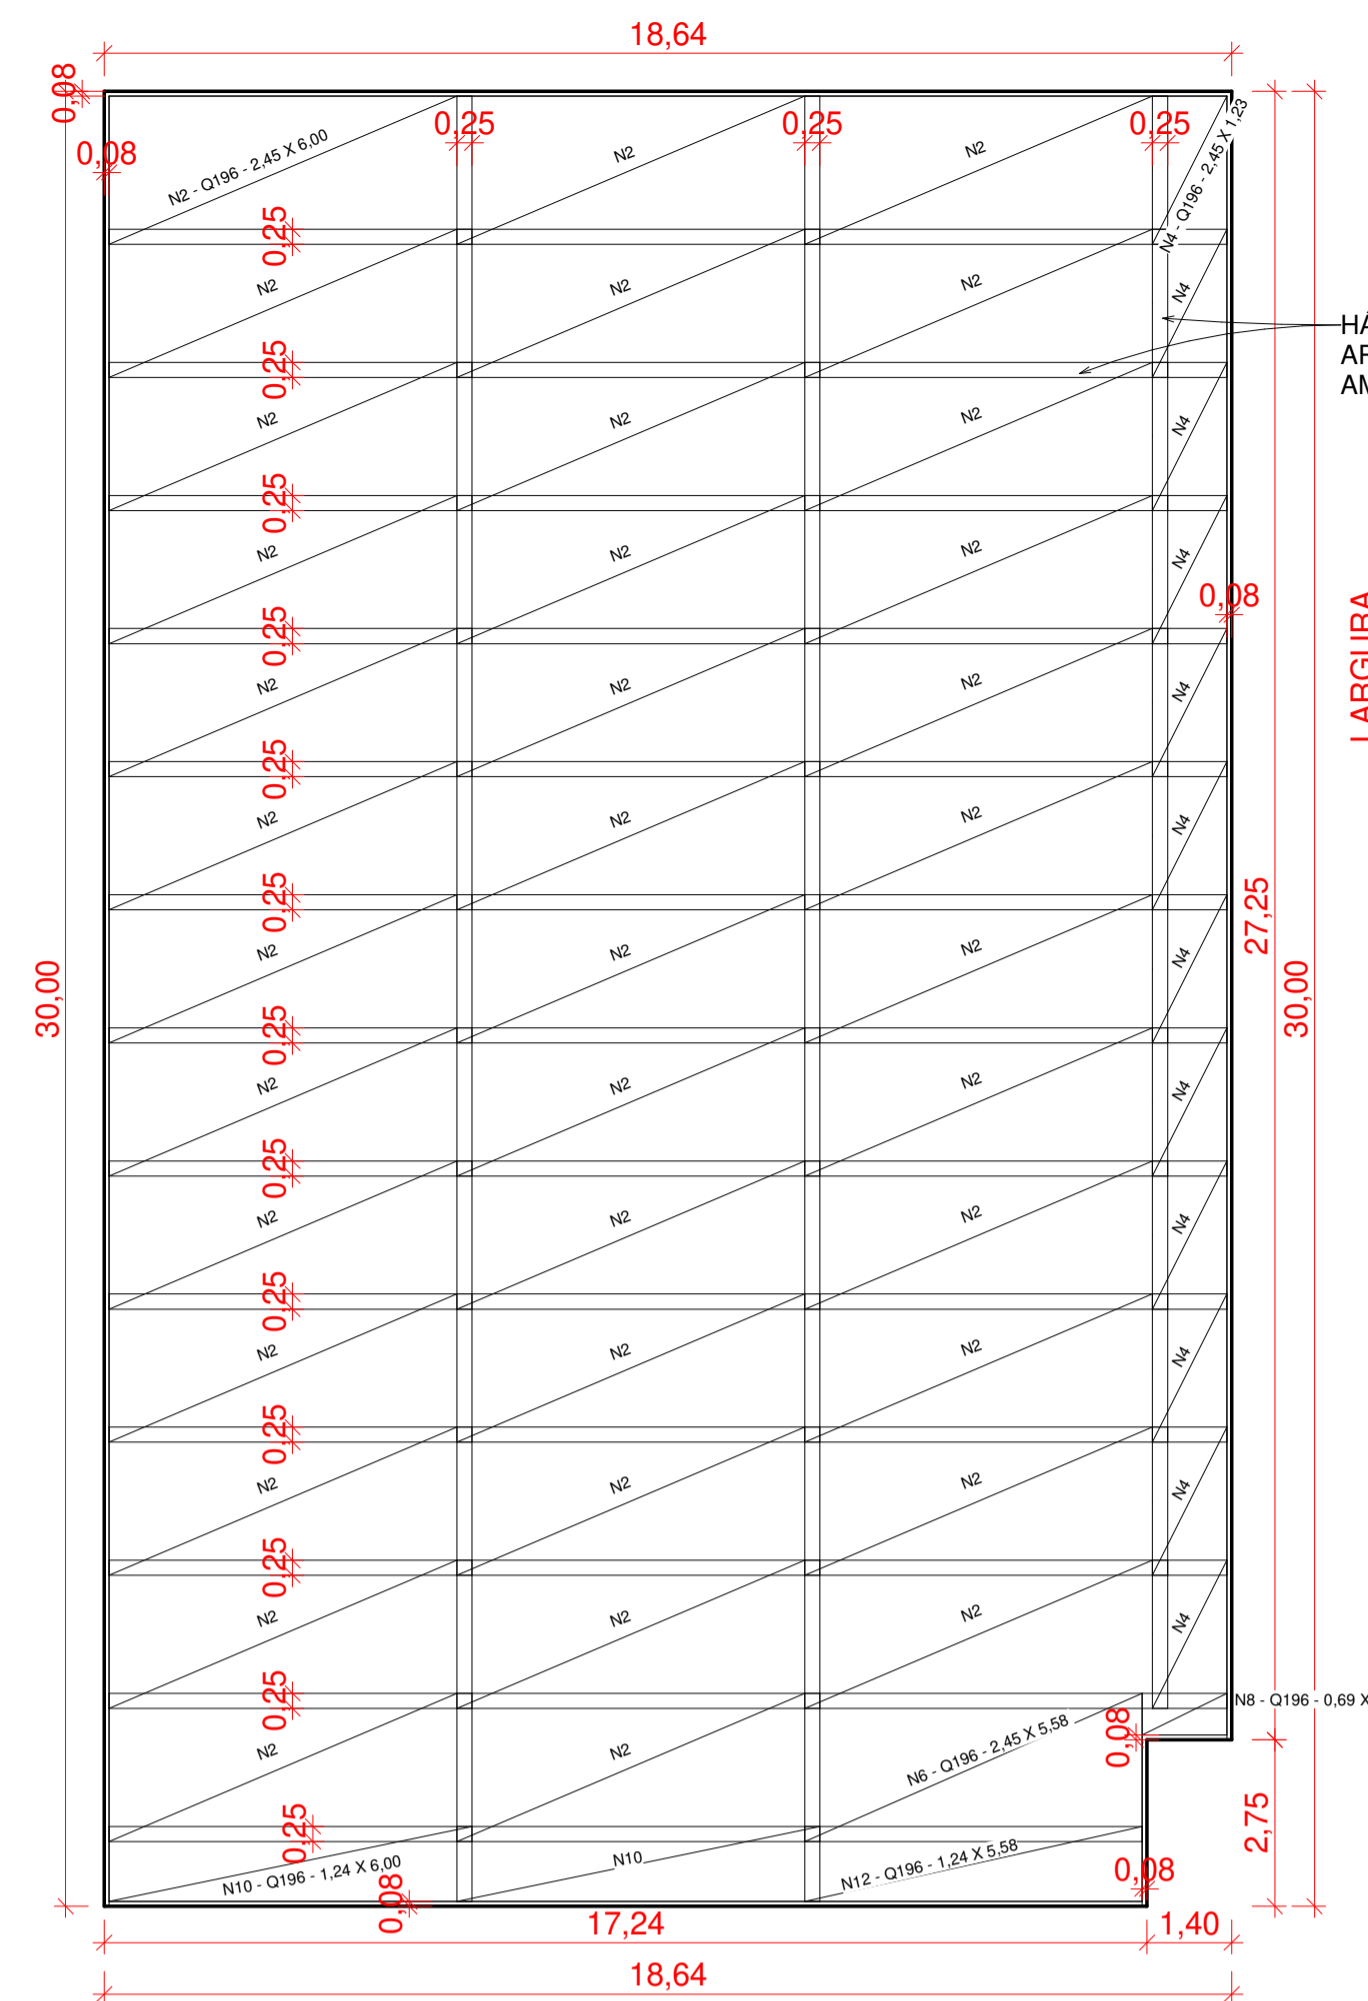 18,64
0,08
0,08
0,25
0,25
0,25
N2 - Q196 - 2,45 X 6,00
N2
N2
N4 - Q196 - 2,45 X 1,23
0,25
N2
N2
N2
N4
HÁ
0,25
N2
N2
N2
N4
0,25
N2
N2
N2
N4
0,08
LARGURA
0,25
N2
N2
N2
N4
0,25
N2
N2
N2
N4
0,25
N2
N2
N2
N4
27,25
30,00
30,00
0,25
N2
N2
N2
N4
0,25
N2
N2
N2
N4
0,25
N2
N2
N2
N4
0,25
N2
N2
N2
N4
0,25
N2
N2
N2
N4
0,25
N2
N2
N6 - Q196 - 2,45 X 5,58
0,08
N8 - Q196 - 0,69 X
2,75
0,25
N10 - Q196 - 1,24 X 6,00
N10
N12 - Q196 - 1,24 X 5,58
0,08
0,08
17,24
1,40
18,64